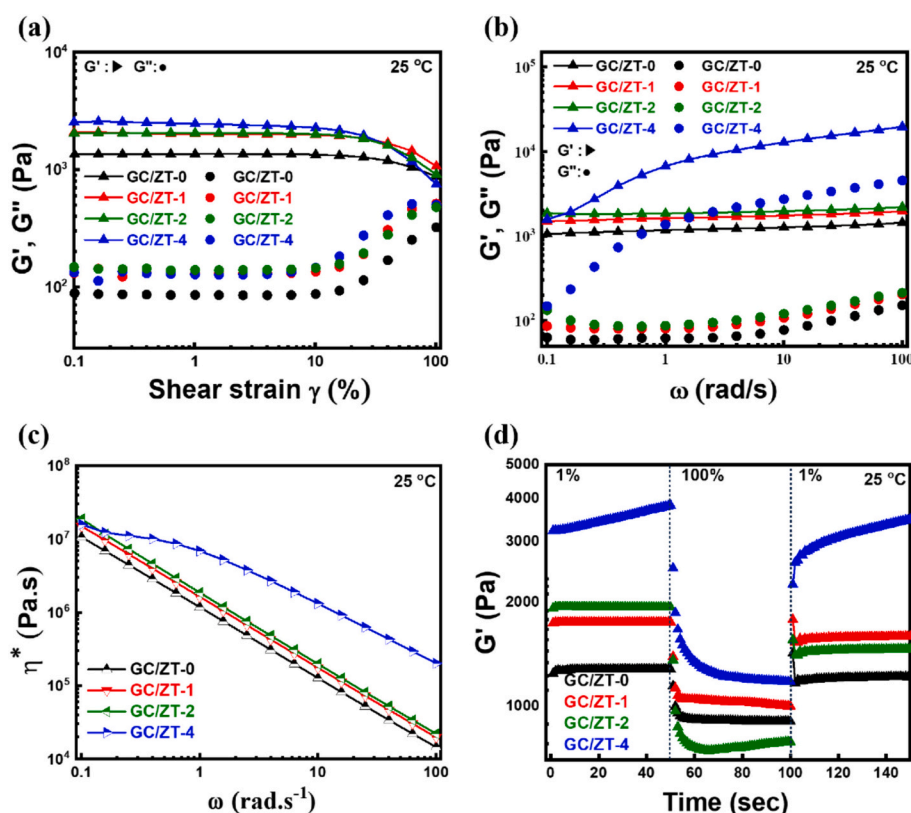 (a)
G' :▶ G'':●
25 °C
10⁴
10³
10²
G', G'' (Pa)
GC/ZT-0 GC/ZT-0
GC/ZT-1 GC/ZT-1
GC/ZT-2 GC/ZT-2
GC/ZT-4 GC/ZT-4
0.1 1 10 100
Shear strain γ (%)
(b)
GC/ZT-0 GC/ZT-0 25 °C
GC/ZT-1 GC/ZT-1
GC/ZT-2 GC/ZT-2
GC/ZT-4 GC/ZT-4
G' :▶
G'':●
10⁵
10⁴
10³
10²
G', G'' (Pa)
0.1 1 10 100
ω (rad/s)
(c)
25 °C
10⁸
10⁷
10⁶
10⁵
10⁴
η* (Pa.s)
GC/ZT-0
GC/ZT-1
GC/ZT-2
GC/ZT-4
0.1 1 10 100
ω (rad.s⁻¹)
(d)
1% 100% 1% 25 °C
5000
4000
3000
2000
1000
G' (Pa)
GC/ZT-0
GC/ZT-1
GC/ZT-2
GC/ZT-4
0 20 40 60 80 100 120 140
Time (sec)